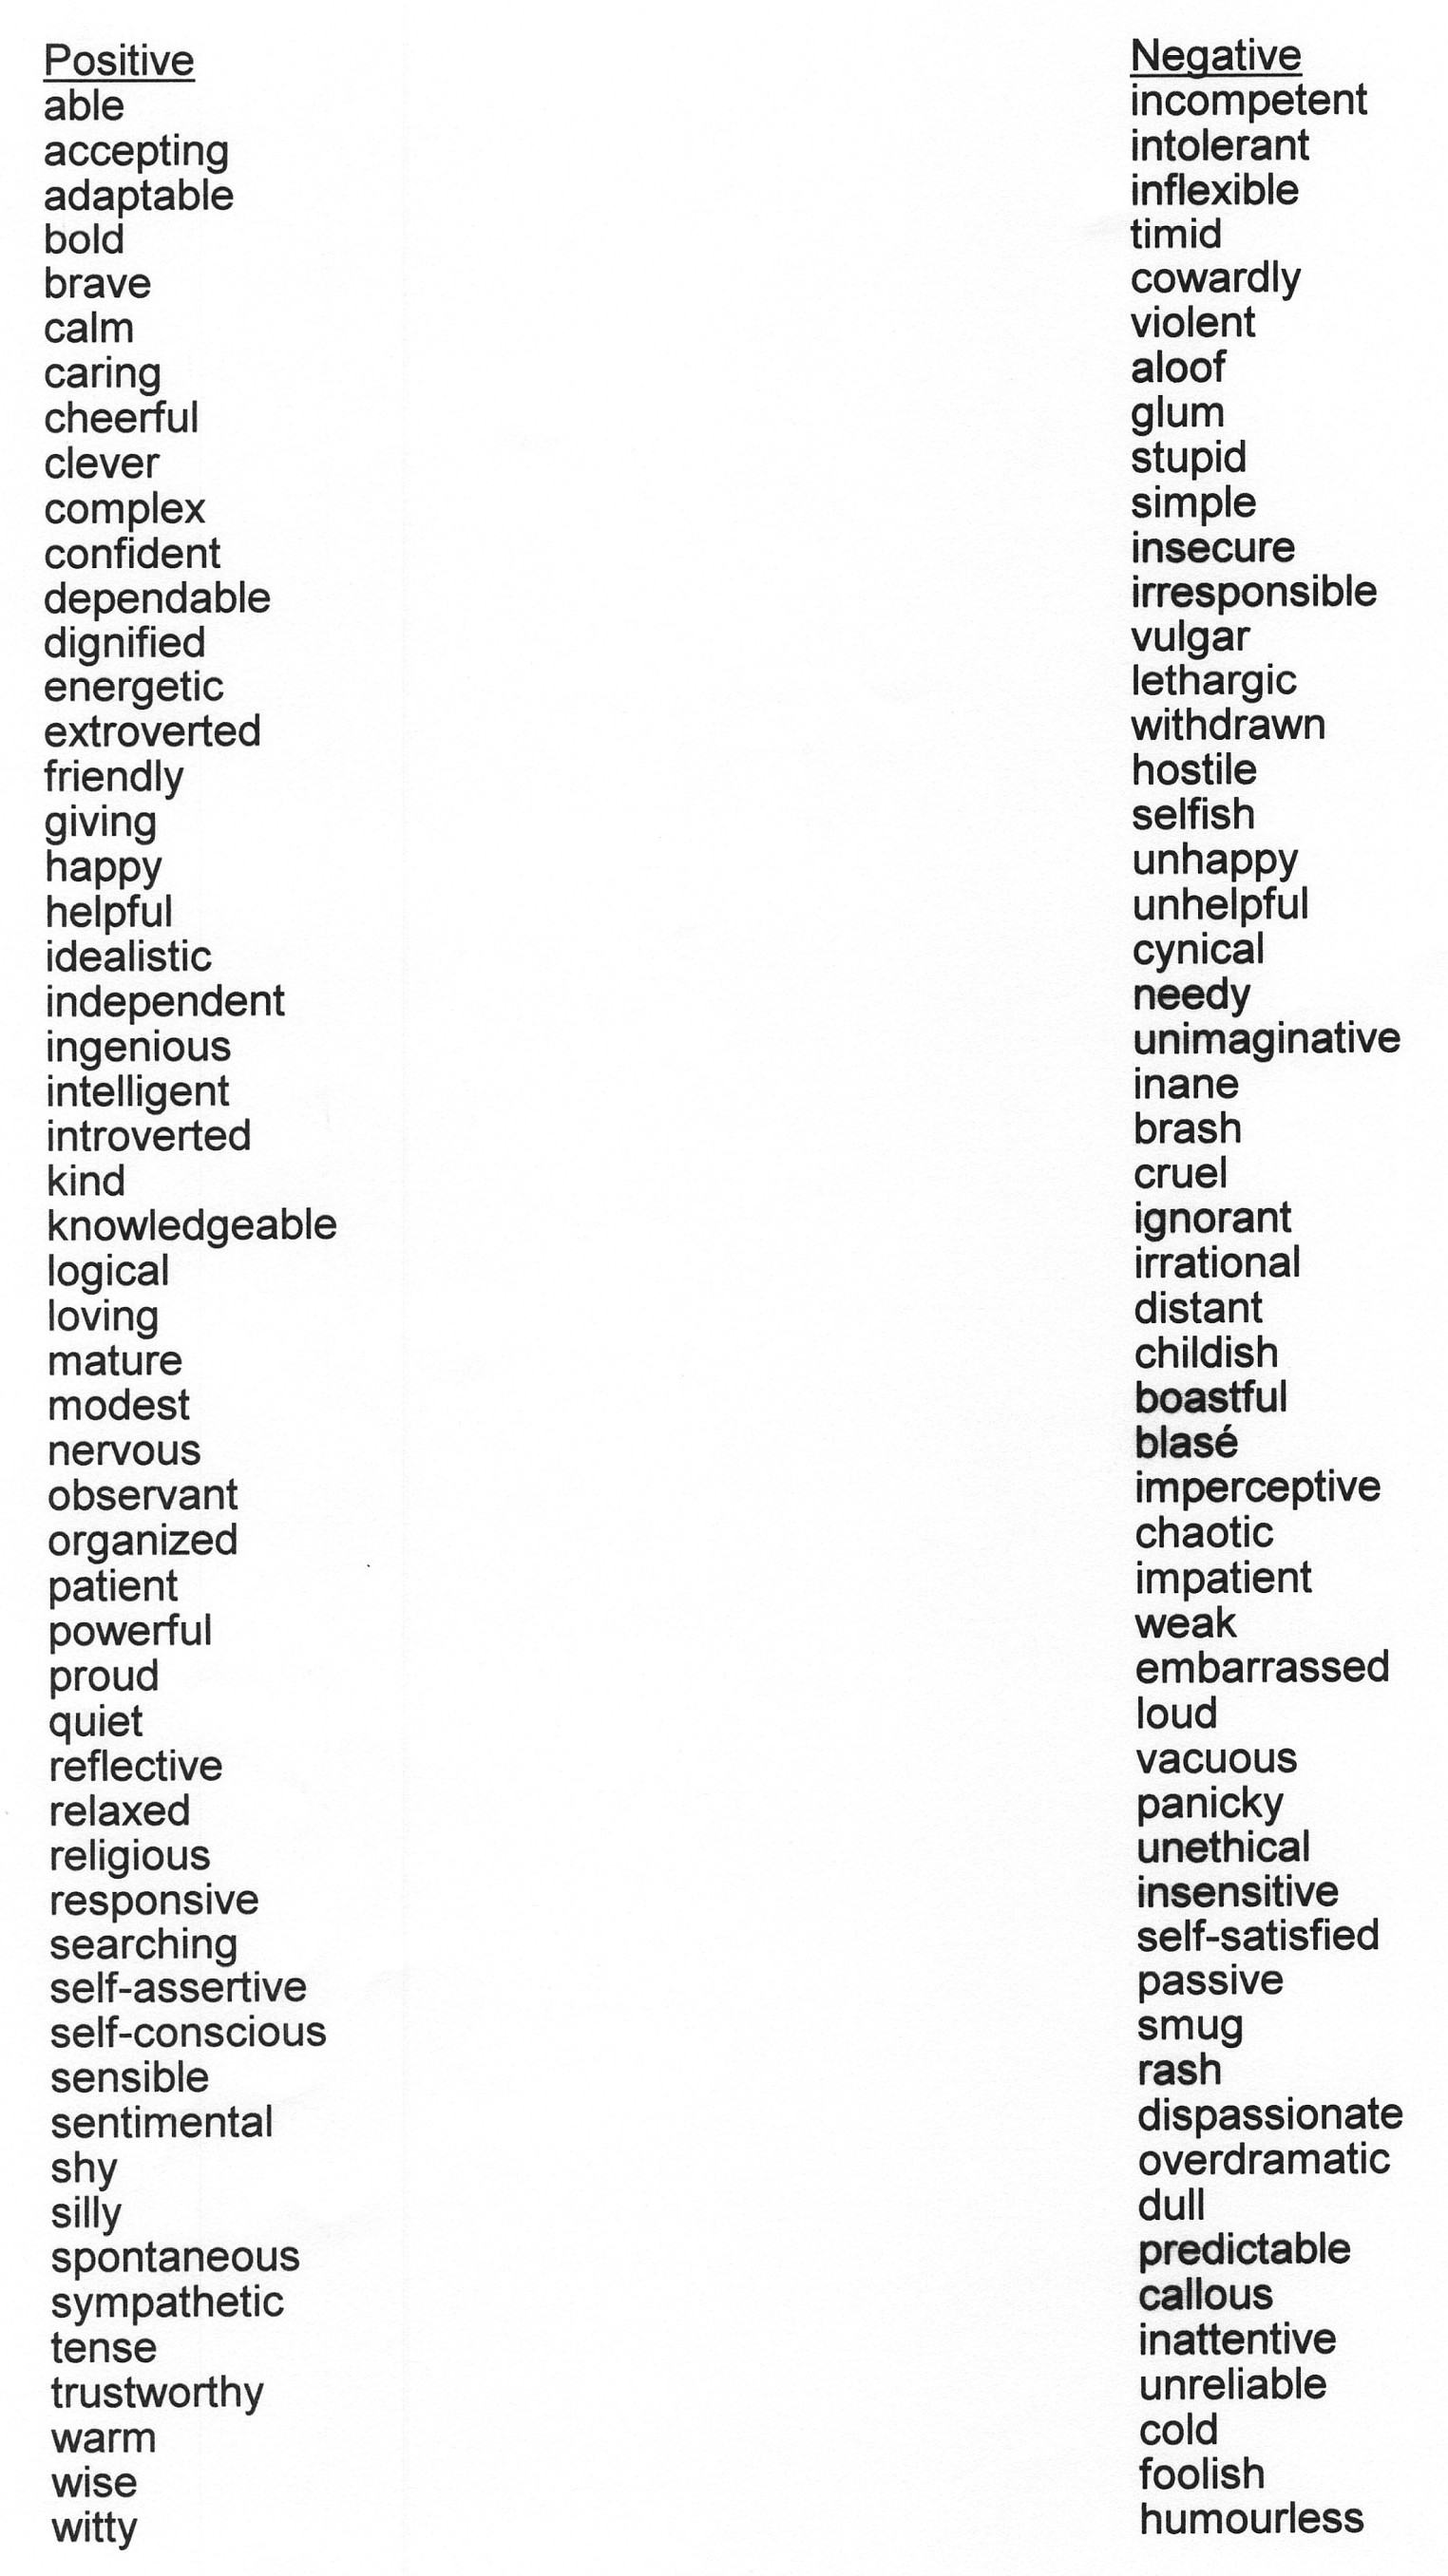 Positive
able
accepting
adaptable
bold
brave
calm
caring
cheerful
clever
complex
confident
dependable
dignified
energetic
extroverted
friendly
giving
happy
helpful
idealistic
independent
ingenious
intelligent
introverted
kind
knowledgeable
logical
loving
mature
modest
nervous
observant
organized
patient
powerful
proud
quiet
reflective
relaxed
religious
responsive
searching
self-assertive
self-conscious
sensible
sentimental
shy
silly
spontaneous
sympathetic
tense
trustworthy
warm
wise
witty
Negative
incompetent
intolerant
inflexible
timid
cowardly
violent
aloof
glum
stupid
simple
insecure
irresponsible
vulgar
lethargic
withdrawn
hostile
selfish
unhappy
unhelpful
cynical
needy
unimaginative
inane
brash
cruel
ignorant
irrational
distant
childish
boastful
blasé
imperceptive
chaotic
impatient
weak
embarrassed
loud
vacuous
panicky
unethical
insensitive
self-satisfied
passive
smug
rash
dispassionate
overdramatic
dull
predictable
callous
inattentive
unreliable
cold
foolish
humourless